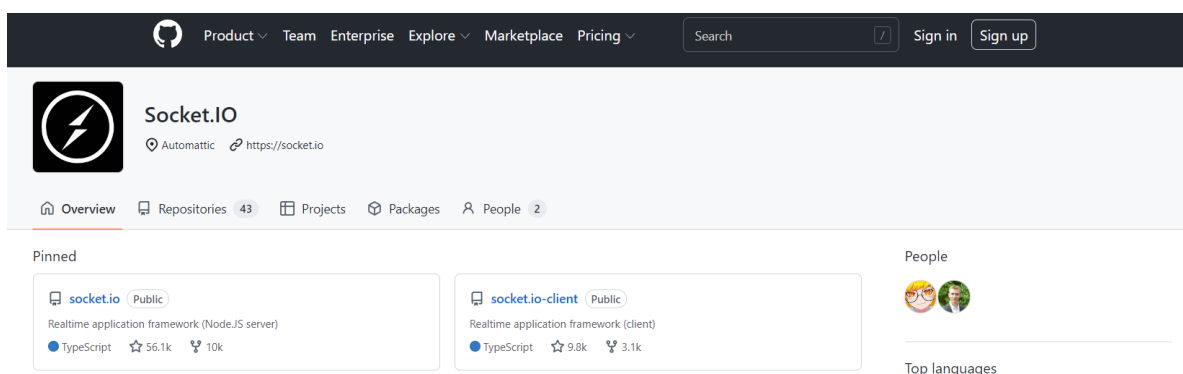 Product Team Enterprise Explore Marketplace Pricing Search / Sign in Sign up
Socket.IO
Automattic https://socket.io
Overview Repositories 43 Projects Packages People 2
Pinned
socket.io Public
Realtime application framework (Node.JS server)
TypeScript 56.1k 10k
socket.io-client Public
Realtime application framework (client)
TypeScript 9.8k 3.1k
People
Top languages